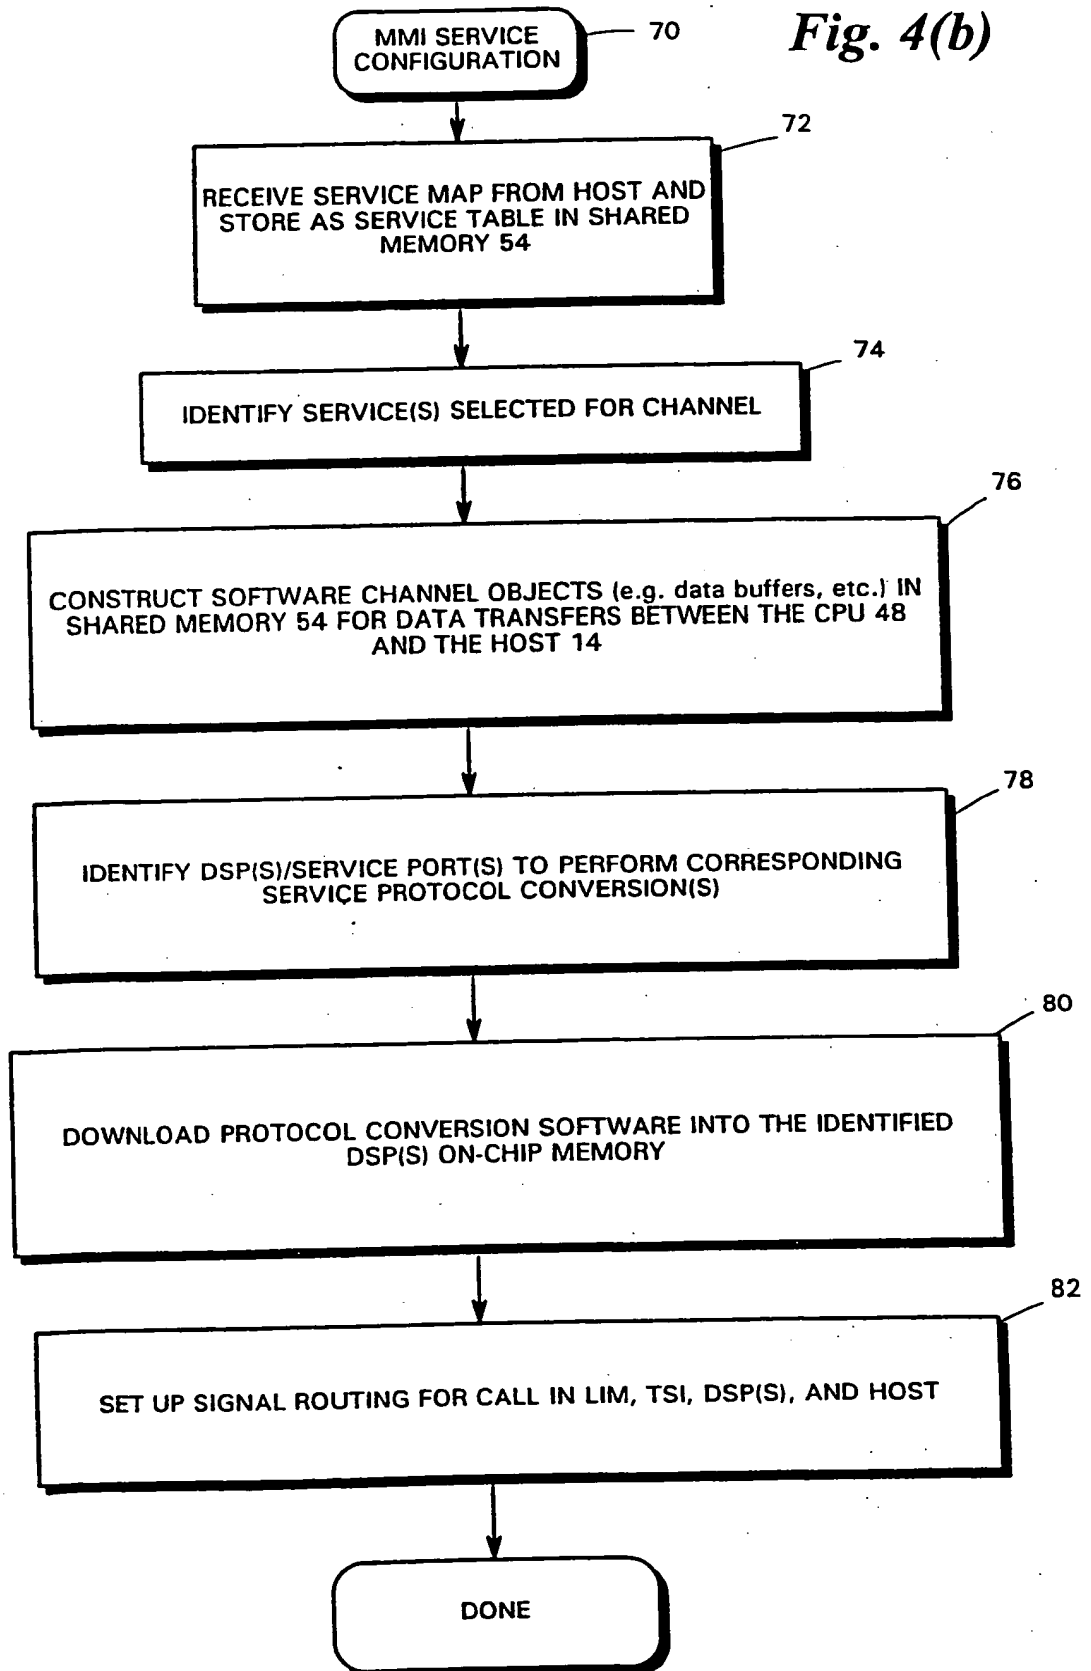 Fig. 4(b)
MMI SERVICE
CONFIGURATION
70
72
RECEIVE SERVICE MAP FROM HOST AND
STORE AS SERVICE TABLE IN SHARED
MEMORY 54
74
IDENTIFY SERVICE(S) SELECTED FOR CHANNEL
76
CONSTRUCT SOFTWARE CHANNEL OBJECTS (e.g. data buffers, etc.) IN
SHARED MEMORY 54 FOR DATA TRANSFERS BETWEEN THE CPU 48
AND THE HOST 14
78
IDENTIFY DSP(S)/SERVICE PORT(S) TO PERFORM CORRESPONDING
SERVICE PROTOCOL CONVERSION(S)
80
DOWNLOAD PROTOCOL CONVERSION SOFTWARE INTO THE IDENTIFIED
DSP(S) ON-CHIP MEMORY
82
SET UP SIGNAL ROUTING FOR CALL IN LIM, TSI, DSP(S), AND HOST
DONE